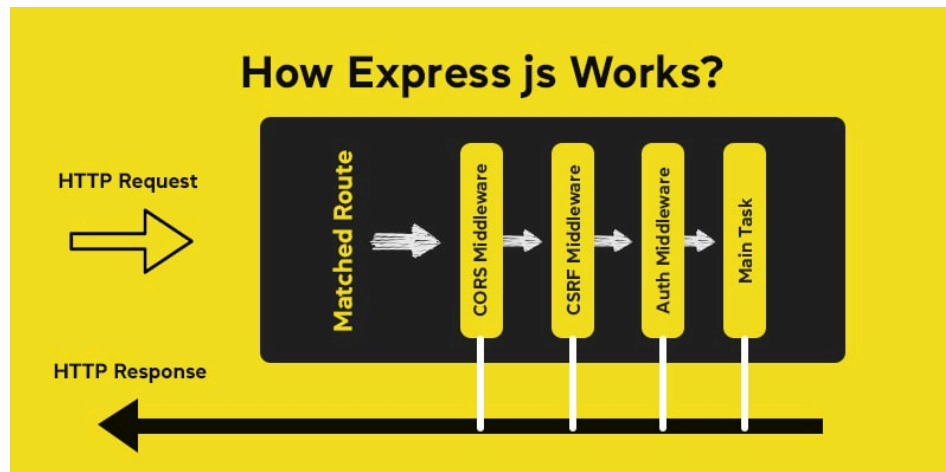 How Express js Works?
HTTP Request
Matched Route
CORS Middleware
CSRF Middleware
Auth Middleware
Main Task
HTTP Response